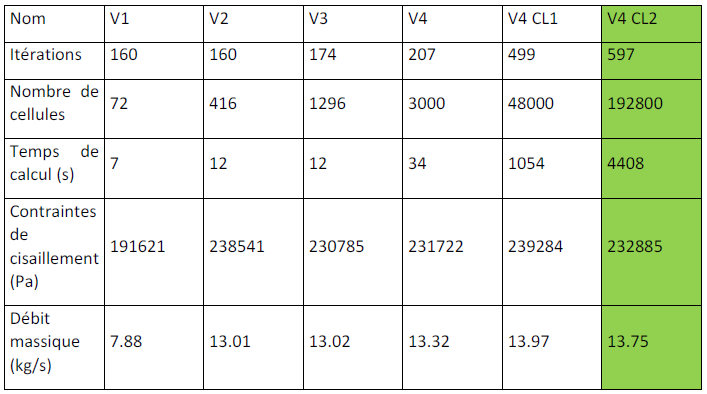 Nom V1 V2 V3 V4 V4 CL1 V4 CL2
Itérations 160 160 174 207 499 597
Nombre de
cellules 72 416 1296 3000 48000 192800
Temps de
calcul (s) 7 12 12 34 1054 4408
Contraintes
de
cisaillement 191621 238541 230785 231722 239284 232885
(Pa)
Débit
massique 7.88 13.01 13.02 13.32 13.97 13.75
(kg/s)